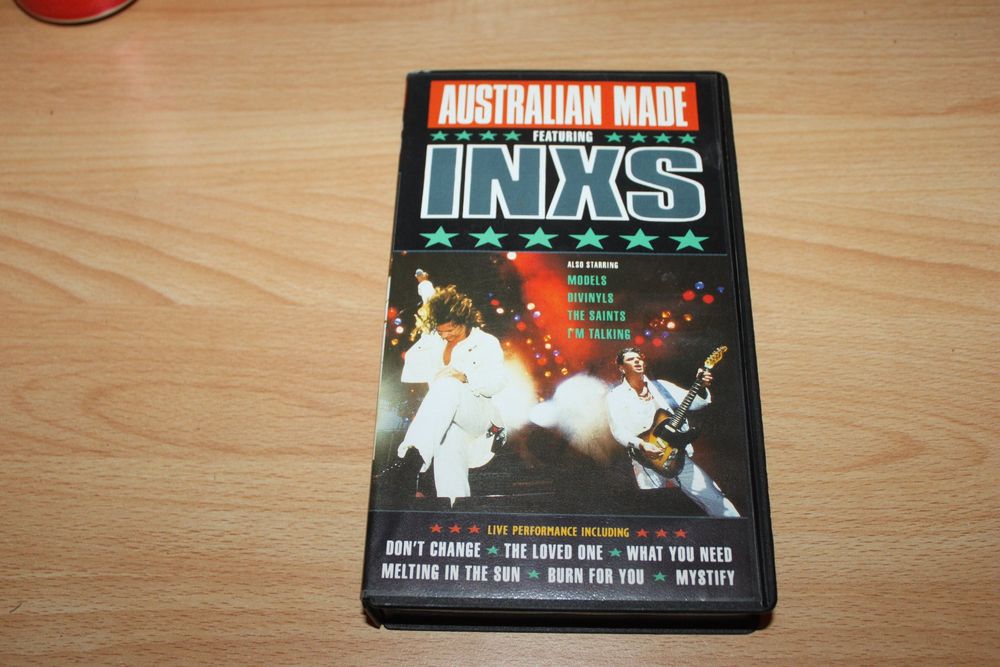 AUSTRALIAN MADE
FEATURING
INXS
ALSO STARRING
MODELS
DIVINYLS
THE SAINTS
I'M TALKING
LIVE PERFORMANCE INCLUDING
DON'T CHANGE ★ THE LOVED ONE ★ WHAT YOU NEED
MELTING IN THE SUN ★ BURN FOR YOU ★ MYSTIFY